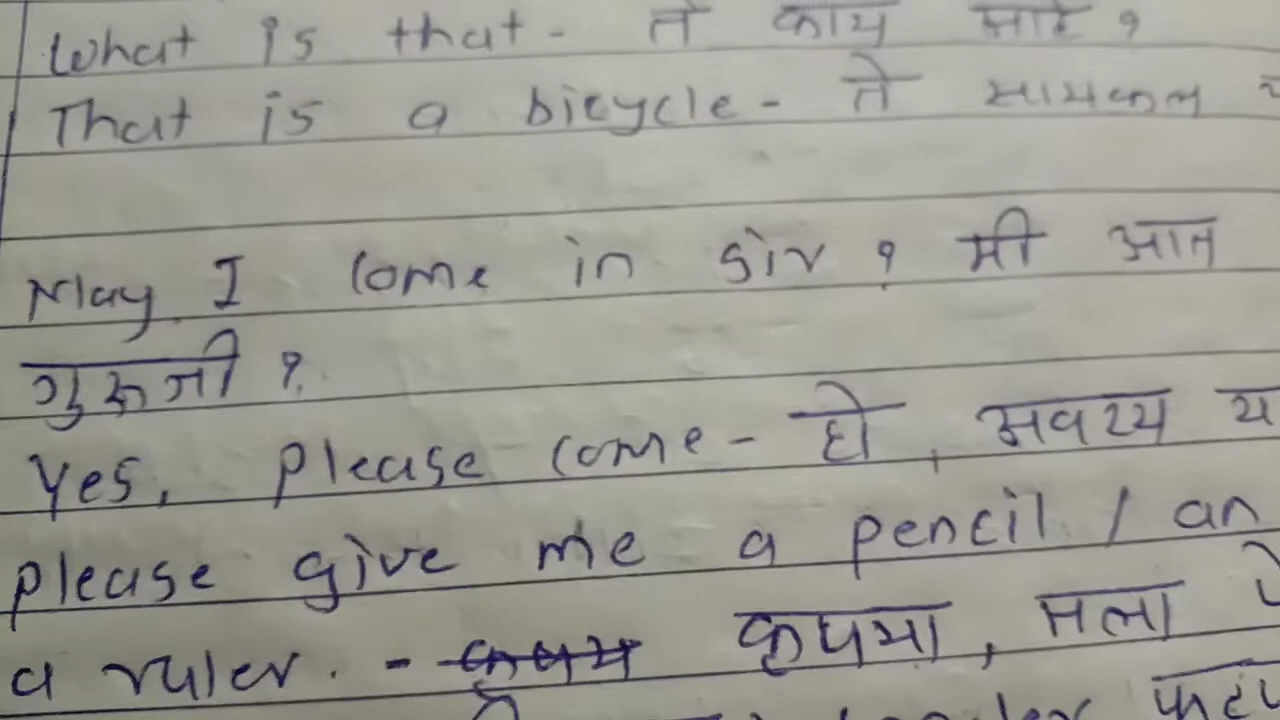 What is that - ते काय आहे ?
That is a bicycle - ते सायकल
May I come in sir ? मी आत
गुरूजी ?
Yes, please come - हो , अवश्य य
please give me a pencil / an
a ruler. - कृपया , मला पे